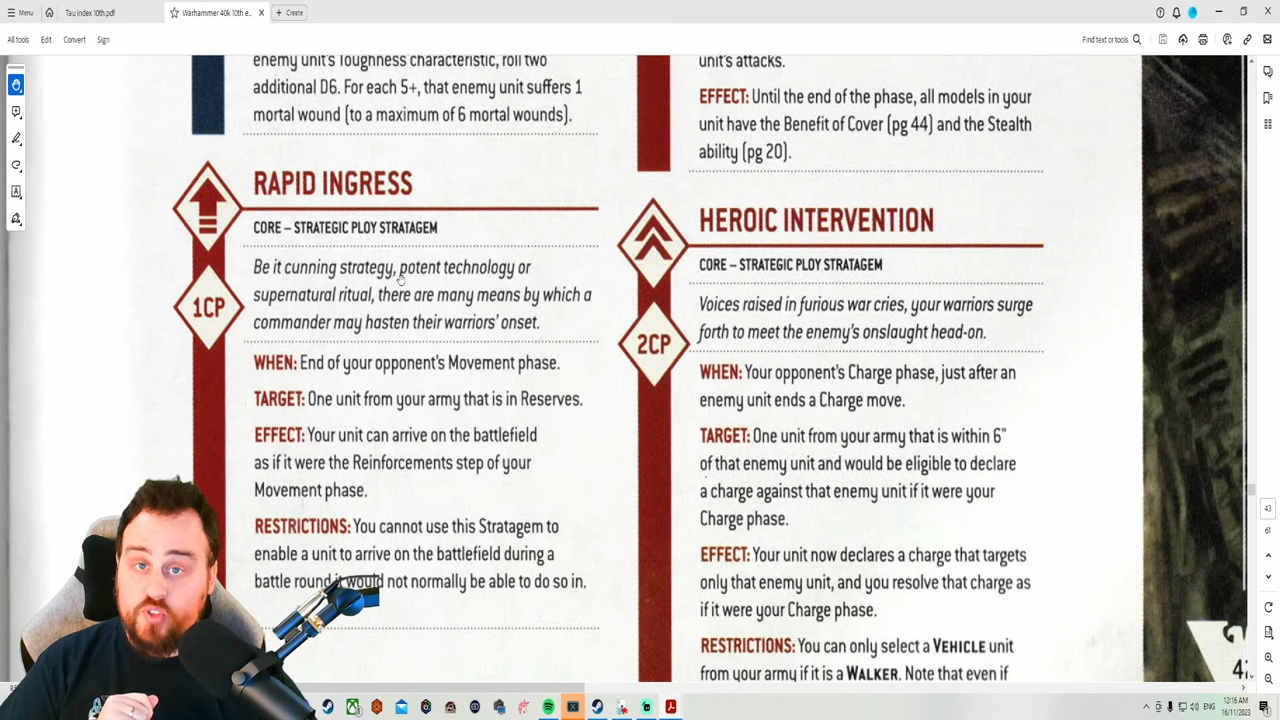 Menu
Tau index 10th.pdf
Warhammer 40k 10th e...
Create
All tools
Edit
Convert
Sign
Find text or tools
enemy unit's Toughness characteristic, roll two
additional D6. For each 5+, that enemy unit suffers 1
mortal wound (to a maximum of 6 mortal wounds).
RAPID INGRESS
CORE – STRATEGIC PLOY STRATAGEM
1CP
Be it cunning strategy, potent technology or
supernatural ritual, there are many means by which a
commander may hasten their warriors' onset.
WHEN: End of your opponent's Movement phase.
TARGET: One unit from your army that is in Reserves.
EFFECT: Your unit can arrive on the battlefield
as if it were the Reinforcements step of your
Movement phase.
RESTRICTIONS: You cannot use this Stratagem to
enable a unit to arrive on the battlefield during a
battle round it would not normally be able to do so in.
unit's attacks.
EFFECT: Until the end of the phase, all models in your
unit have the Benefit of Cover (pg 44) and the Stealth
ability (pg 20).
HEROIC INTERVENTION
CORE – STRATEGIC PLOY STRATAGEM
2CP
Voices raised in furious war cries, your warriors surge
forth to meet the enemy's onslaught head-on.
WHEN: Your opponent's Charge phase, just after an
enemy unit ends a Charge move.
TARGET: One unit from your army that is within 6"
of that enemy unit and would be eligible to declare
a charge against that enemy unit if it were your
Charge phase.
EFFECT: Your unit now declares a charge that targets
only that enemy unit, and you resolve that charge as
if it were your Charge phase.
RESTRICTIONS: You can only select a VEHICLE unit
from your army if it is a WALKER. Note that even if
43
61
ENG
12:16 AM
16/11/2023